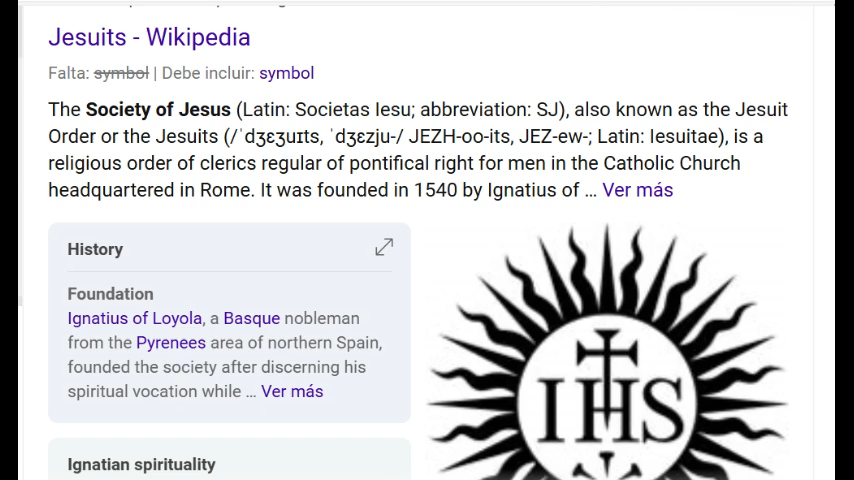 Jesuits - Wikipedia
Falta: symbol | Debe incluir: symbol
The Society of Jesus (Latin: Societas Iesu; abbreviation: SJ), also known as the Jesuit
Order or the Jesuits (/ˈdʒɛʒuɪts, ˈdʒɛzju-/ JEZH-oo-its, JEZ-ew-; Latin: Iesuitae), is a
religious order of clerics regular of pontifical right for men in the Catholic Church
headquartered in Rome. It was founded in 1540 by Ignatius of … Ver más
History
Foundation
Ignatius of Loyola, a Basque nobleman
from the Pyrenees area of northern Spain,
founded the society after discerning his
spiritual vocation while … Ver más
Ignatian spirituality
IHS